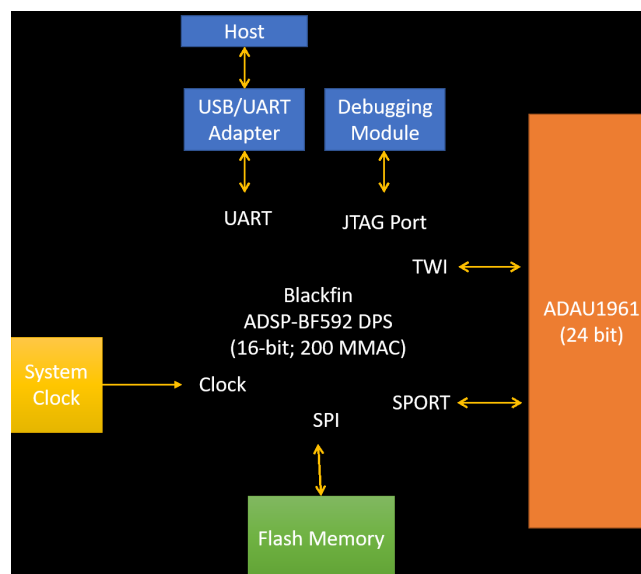 Host
USB/UART
Adapter
Debugging
Module
UART
JTAG Port
TWI
Blackfin
ADSP-BF592 DPS
(16-bit; 200 MMAC)
ADAU1961
(24 bit)
System
Clock
Clock
SPORT
SPI
Flash Memory